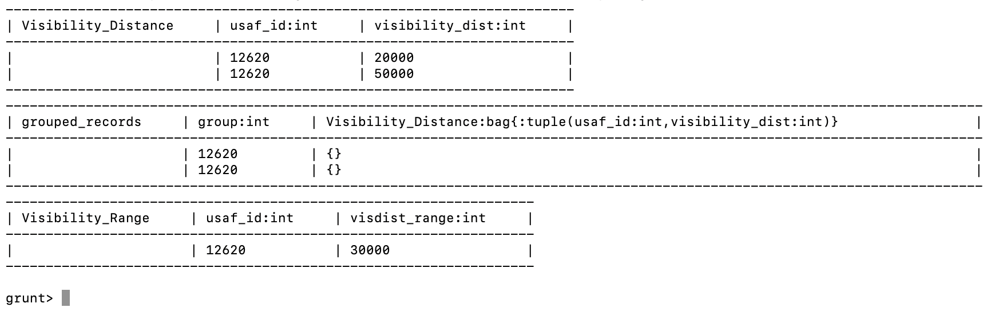 | Visibility_Distance | usaf_id:int | visibility_dist:int |
| | 12620 | 20000 |
| | 12620 | 50000 |
| grouped_records | group:int | Visibility_Distance:bag{:tuple(usaf_id:int,visibility_dist:int)} |
| | 12620 | {} |
| | 12620 | {} |
| Visibility_Range | usaf_id:int | visdist_range:int |
| | 12620 | 30000 |
grunt>